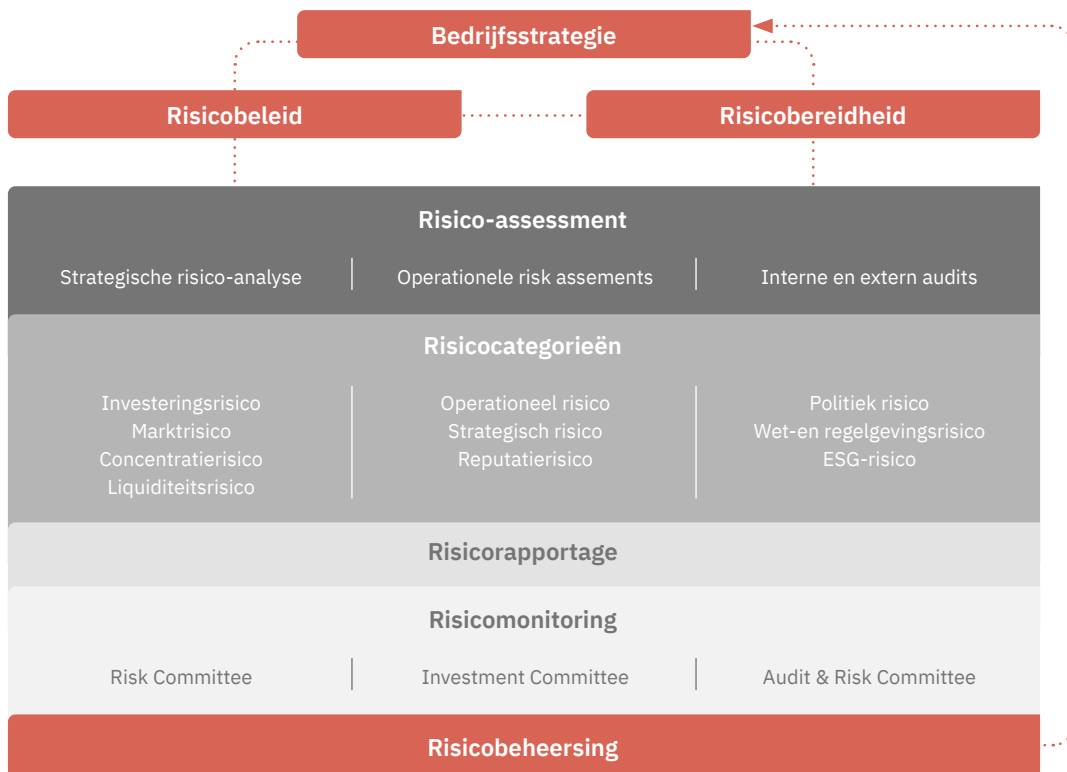 Bedrijfsstrategie
Risicobeleid
Risicobereidheid
Risico-assessment
Strategische risico-analyse
Operationele risk assements
Interne en extern audits
Risicocategorieën
Investeringsrisico
Marktrisico
Concentratierisico
Liquiditeitsrisico
Operationeel risico
Strategisch risico
Reputatierisico
Politiek risico
Wet-en regelgevingsrisico
ESG-risico
Risicorapportage
Risicomonitoring
Risk Committee
Investment Committee
Audit & Risk Committee
Risicobeheersing